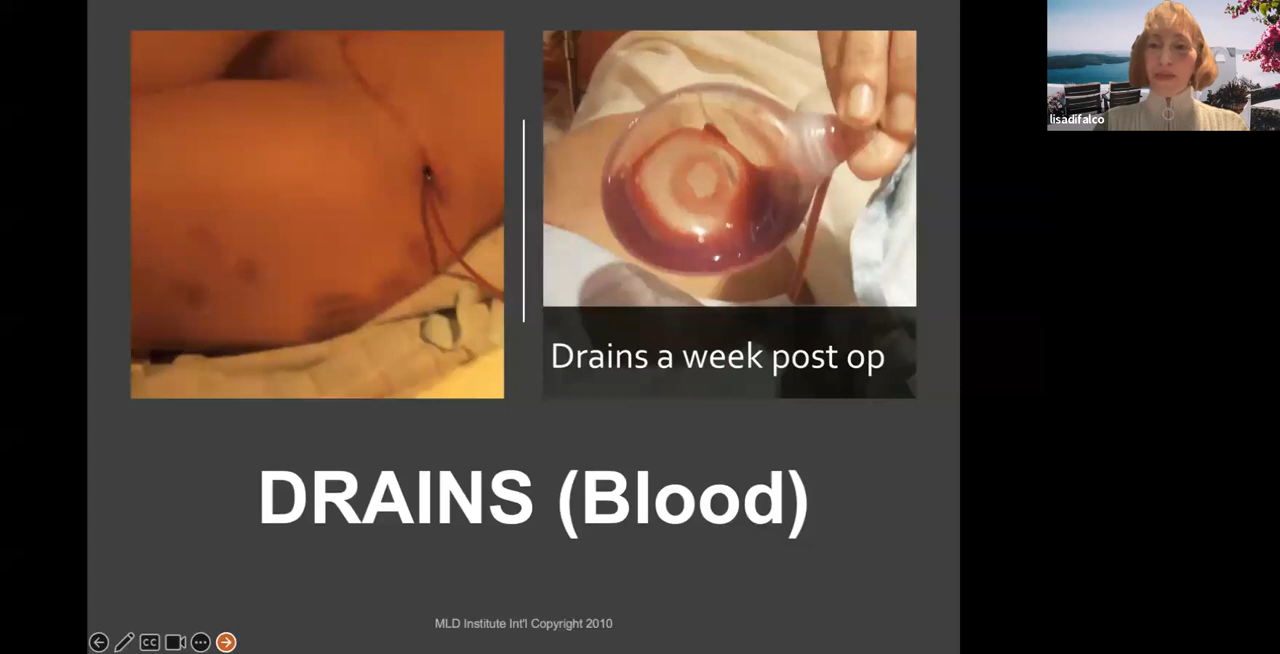 lisadifalco
Drains a week post op
DRAINS (Blood)
MLD Institute Int'l Copyright 2010
CC